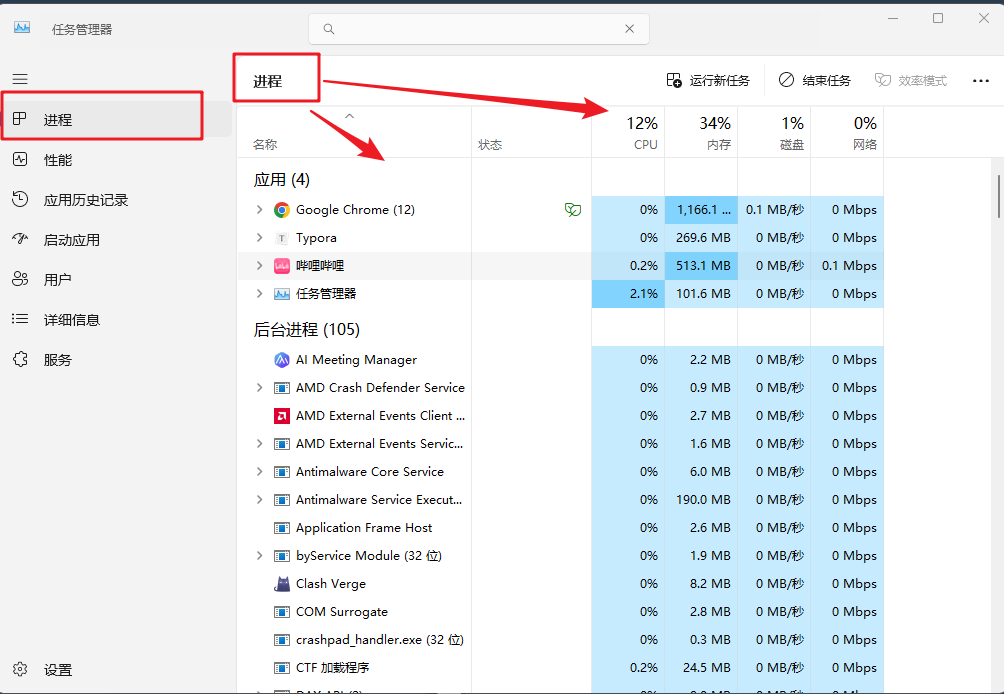 任务管理器
进程
性能
应用历史记录
启动应用
用户
详细信息
服务
设置
进程
运行新任务 结束任务 效率模式
12% 34% 1% 0%
名称 状态 CPU 内存 磁盘 网络
应用 (4)
Google Chrome (12) 0% 1,166.1 ... 0.1 MB/秒 0 Mbps
T Typora 0% 269.6 MB 0 MB/秒 0 Mbps
哔哩哔哩 0.2% 513.1 MB 0 MB/秒 0.1 Mbps
任务管理器 2.1% 101.6 MB 0 MB/秒 0 Mbps
后台进程 (105)
AI Meeting Manager 0% 2.2 MB 0 MB/秒 0 Mbps
AMD Crash Defender Service 0% 0.9 MB 0 MB/秒 0 Mbps
AMD External Events Client ... 0% 2.7 MB 0 MB/秒 0 Mbps
AMD External Events Servic... 0% 1.6 MB 0 MB/秒 0 Mbps
Antimalware Core Service 0% 6.0 MB 0 MB/秒 0 Mbps
Antimalware Service Execut... 0% 190.0 MB 0 MB/秒 0 Mbps
Application Frame Host 0% 2.6 MB 0 MB/秒 0 Mbps
byService Module (32 位) 0% 1.9 MB 0 MB/秒 0 Mbps
Clash Verge 0% 8.2 MB 0 MB/秒 0 Mbps
COM Surrogate 0% 2.8 MB 0 MB/秒 0 Mbps
crashpad_handler.exe (32 位) 0% 0.3 MB 0 MB/秒 0 Mbps
CTF 加载程序 0.2% 24.5 MB 0 MB/秒 0 Mbps